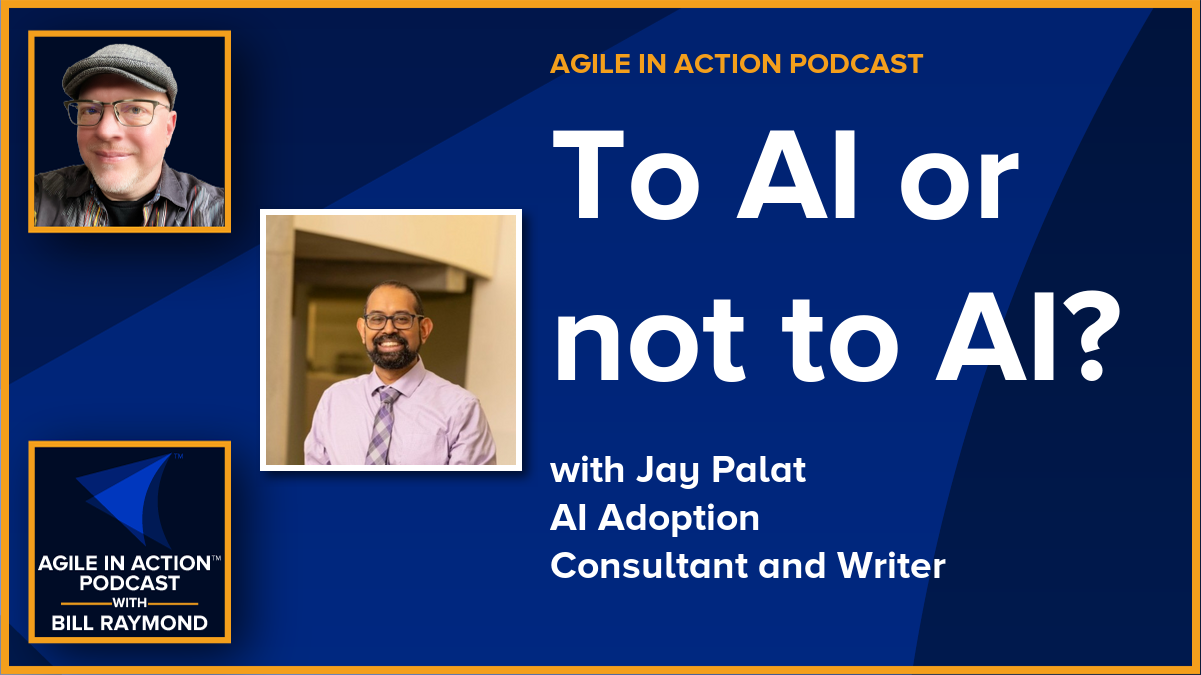 AGILE IN ACTION PODCAST
To AI or
not to AI?
with Jay Palat
AI Adoption
Consultant and Writer
TM
AGILE IN ACTION™
PODCAST
WITH
BILL RAYMOND